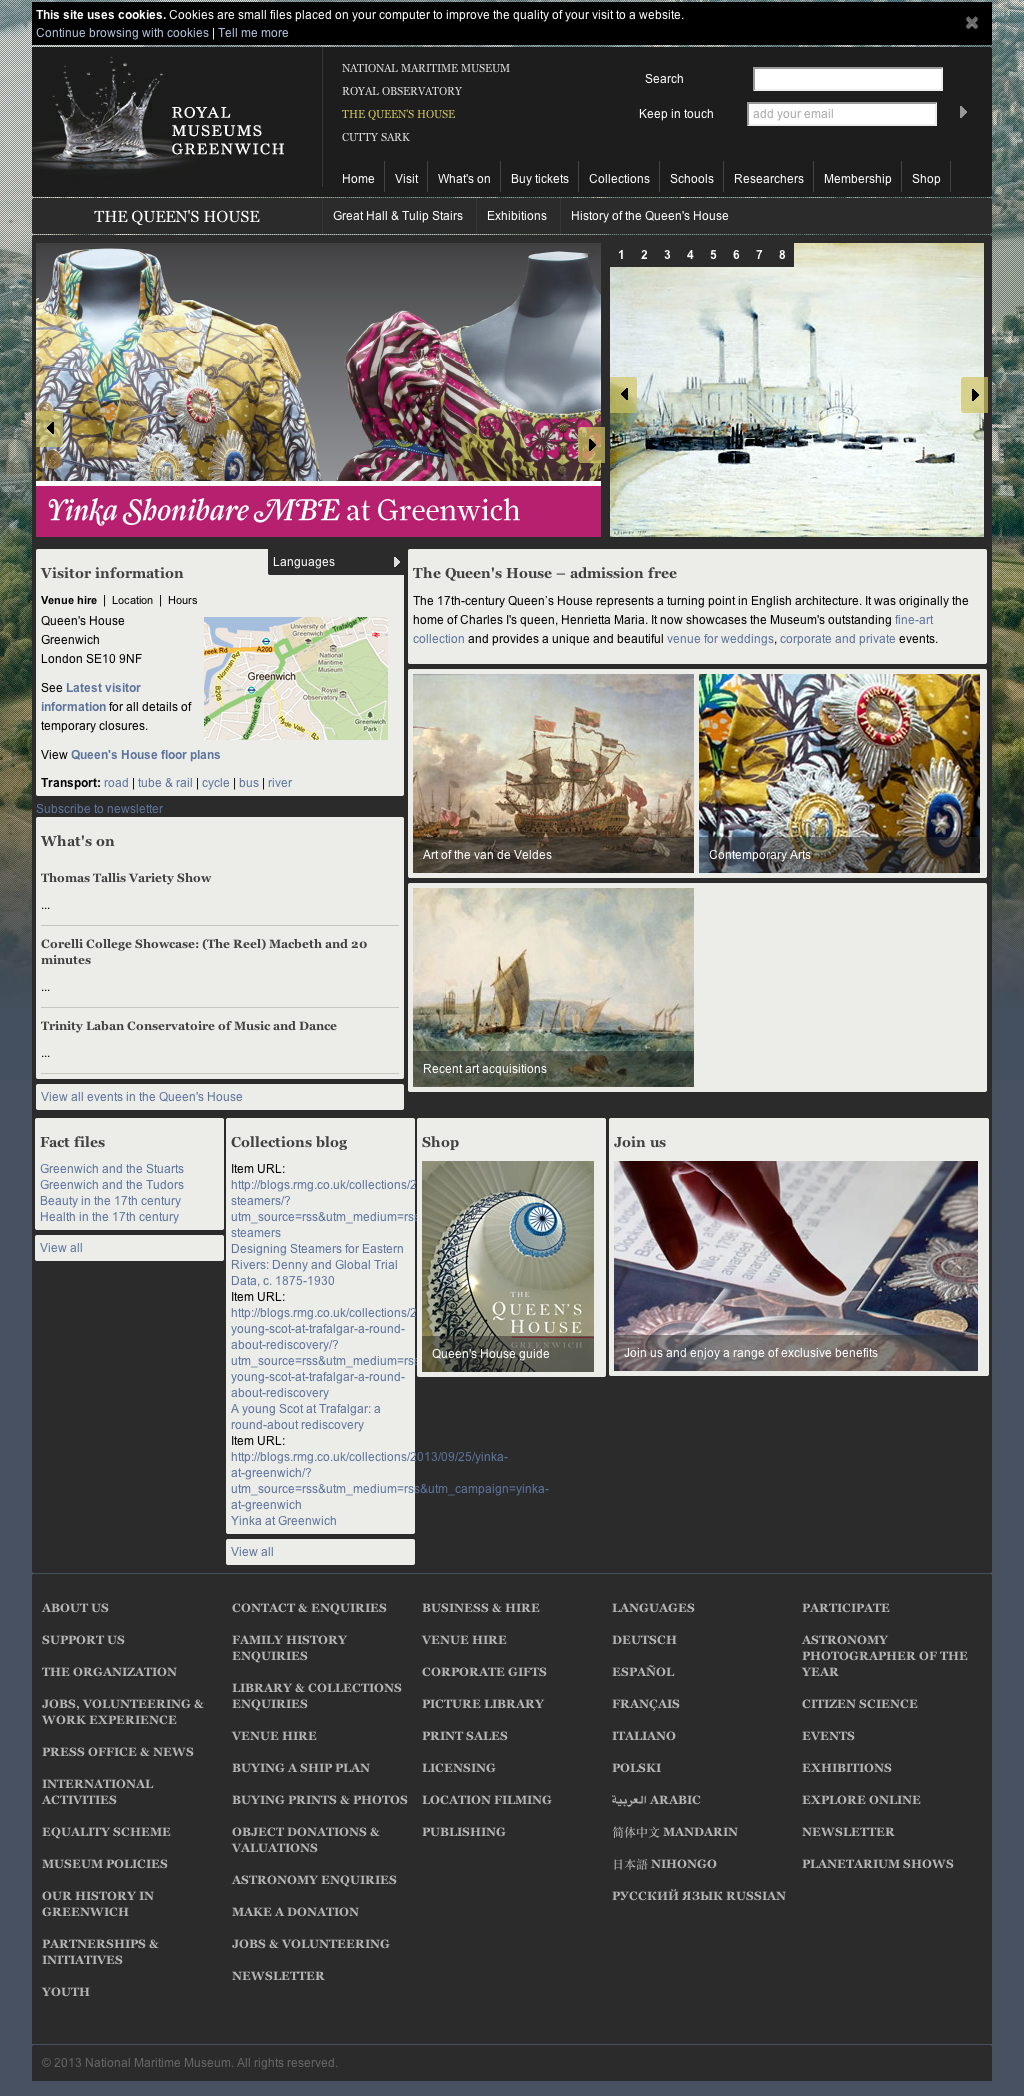 This site uses cookies. Cookies are small files placed on your computer to improve the quality of your visit to a website.
Continue browsing with cookies | Tell me more
ROYAL
MUSEUMS
GREENWICH
NATIONAL MARITIME MUSEUM
ROYAL OBSERVATORY
THE QUEEN'S HOUSE
CUTTY SARK
Search
Keep in touch
add your email
Home
Visit
What's on
Buy tickets
Collections
Schools
Researchers
Membership
Shop
THE QUEEN'S HOUSE
Great Hall & Tulip Stairs
Exhibitions
History of the Queen's House
1 2 3 4 5 6 7 8
Yinka Shonibare MBE at Greenwich
Visitor information
Languages
Venue hire | Location | Hours
Queen's House
Greenwich
London SE10 9NF
See Latest visitor
information for all details of
temporary closures.
View Queen's House floor plans
Transport: road | tube & rail | cycle | bus | river
University of
Greenwich
Trafalgar Rd
A200
Norman Rd
National
Maritime
Museum
Greenwich
B208
Royal
Observatory
Hyde Vale
Greenwich
Park
Subscribe to newsletter
What's on
Thomas Tallis Variety Show
...
Corelli College Showcase: (The Reel) Macbeth and 20
minutes
...
Trinity Laban Conservatoire of Music and Dance
...
View all events in the Queen's House
The Queen's House – admission free
The 17th-century Queen's House represents a turning point in English architecture. It was originally the
home of Charles I's queen, Henrietta Maria. It now showcases the Museum's outstanding fine-art
collection and provides a unique and beautiful venue for weddings, corporate and private events.
Art of the van de Veldes
Contemporary Arts
Recent art acquisitions
Fact files
Greenwich and the Stuarts
Greenwich and the Tudors
Beauty in the 17th century
Health in the 17th century
View all
Collections blog
Item URL:
http://blogs.rmg.co.uk/collections/2
steamers/?
utm_source=rss&utm_medium=rs
steamers
Designing Steamers for Eastern
Rivers: Denny and Global Trial
Data, c. 1875-1930
Item URL:
http://blogs.rmg.co.uk/collections/2
young-scot-at-trafalgar-a-round-
about-rediscovery/?
utm_source=rss&utm_medium=rs
young-scot-at-trafalgar-a-round-
about-rediscovery
A young Scot at Trafalgar: a
round-about rediscovery
Item URL:
http://blogs.rmg.co.uk/collections/2013/09/25/yinka-
at-greenwich/?
utm_source=rss&utm_medium=rss&utm_campaign=yinka-
at-greenwich
Yinka at Greenwich
View all
Shop
THE
QUEEN'S
HOUSE
GREENWICH
Queen's House guide
Join us
Join us and enjoy a range of exclusive benefits
ABOUT US
SUPPORT US
THE ORGANIZATION
JOBS, VOLUNTEERING &
WORK EXPERIENCE
PRESS OFFICE & NEWS
INTERNATIONAL
ACTIVITIES
EQUALITY SCHEME
MUSEUM POLICIES
OUR HISTORY IN
GREENWICH
PARTNERSHIPS &
INITIATIVES
YOUTH
CONTACT & ENQUIRIES
FAMILY HISTORY
ENQUIRIES
LIBRARY & COLLECTIONS
ENQUIRIES
VENUE HIRE
BUYING A SHIP PLAN
BUYING PRINTS & PHOTOS
OBJECT DONATIONS &
VALUATIONS
ASTRONOMY ENQUIRIES
MAKE A DONATION
JOBS & VOLUNTEERING
NEWSLETTER
BUSINESS & HIRE
VENUE HIRE
CORPORATE GIFTS
PICTURE LIBRARY
PRINT SALES
LICENSING
LOCATION FILMING
PUBLISHING
LANGUAGES
DEUTSCH
ESPAÑOL
FRANÇAIS
ITALIANO
POLSKI
العربية ARABIC
简体中文 MANDARIN
日本語 NIHONGO
РУССКИЙ ЯЗЫК RUSSIAN
PARTICIPATE
ASTRONOMY
PHOTOGRAPHER OF THE
YEAR
CITIZEN SCIENCE
EVENTS
EXHIBITIONS
EXPLORE ONLINE
NEWSLETTER
PLANETARIUM SHOWS
© 2013 National Maritime Museum. All rights reserved.